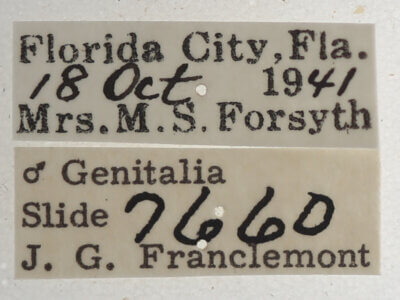 Florida City, Fla.
18 Oct. 1941
Mrs. M. S. Forsyth
♂ Genitalia
Slide 7660
J. G. Franclemont